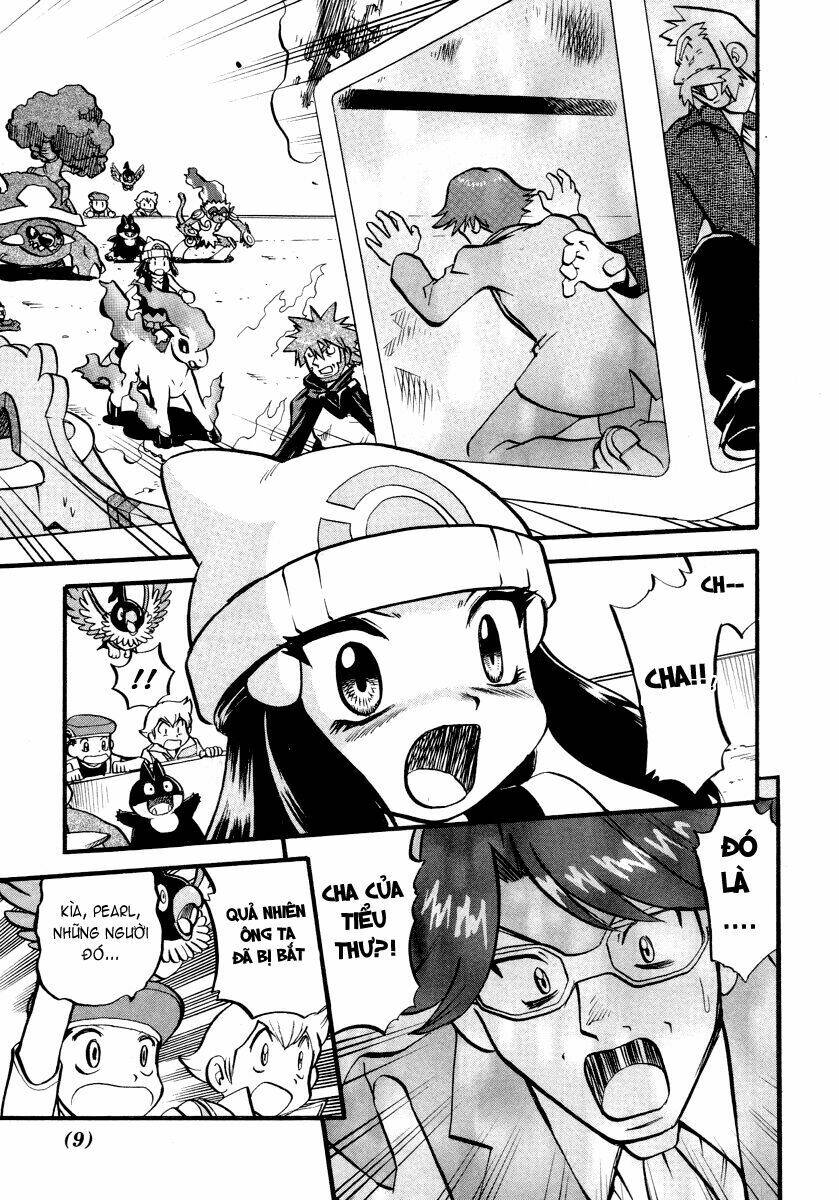 CH--
CHA!!
!!
ĐÓ
LÀ
....
CHA CỦA
TIỂU
THƯ?!
QUẢ NHIÊN
ÔNG TA
ĐÃ BỊ BẮT
KÌA, PEARL,
NHỮNG NGƯỜI
ĐÓ...
(9)